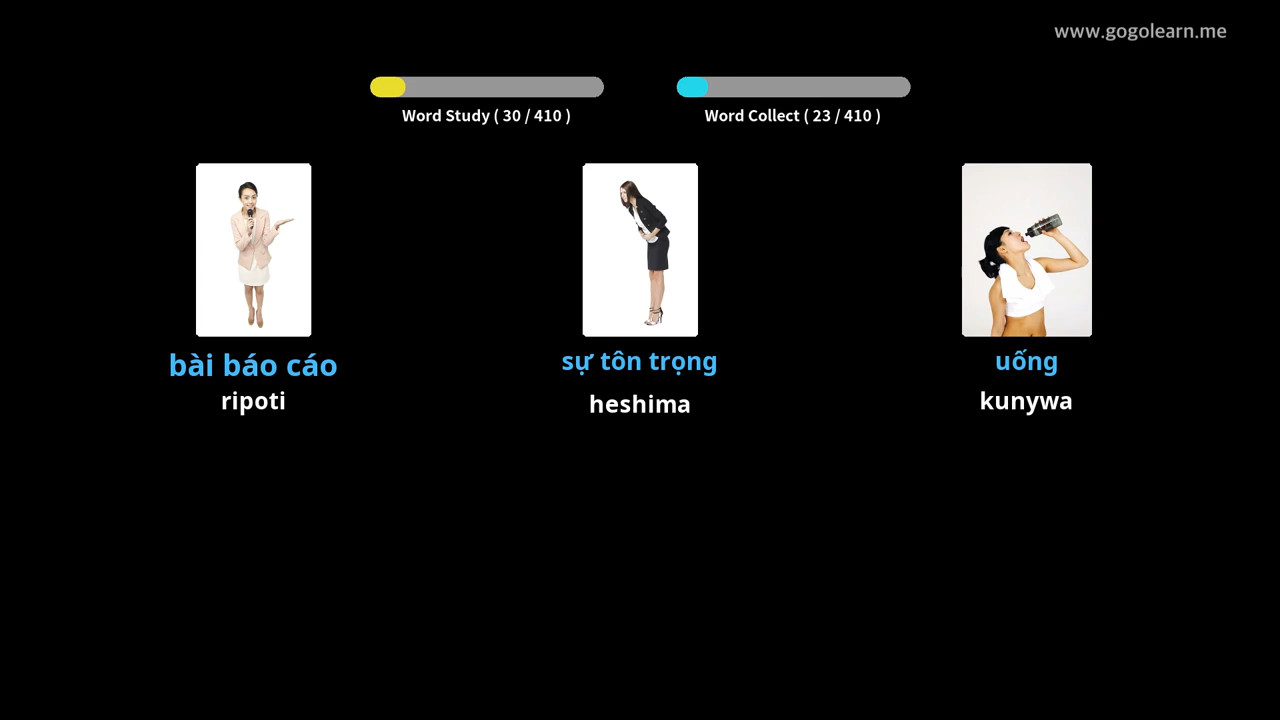 www.gogolearn.me
Word Study ( 30 / 410 )
Word Collect ( 23 / 410 )
bài báo cáo
ripoti
sự tôn trọng
heshima
uống
kunywa